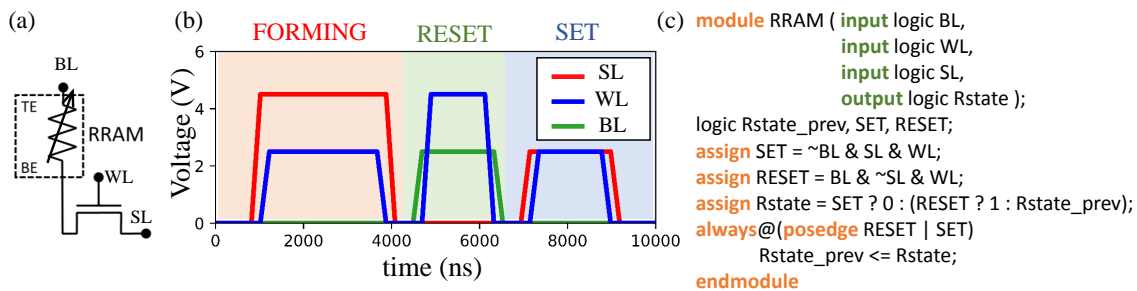 (a)
BL
TE
RRAM
BE
WL
SL
(b)
FORMING
RESET
SET
Voltage (V)
6
4
2
0
SL
WL
BL
0
2000
4000
6000
8000
10000
time (ns)
(c)
module RRAM ( input logic BL,
input logic WL,
input logic SL,
output logic Rstate );
logic Rstate_prev, SET, RESET;
assign SET = ~BL & SL & WL;
assign RESET = BL & ~SL & WL;
assign Rstate = SET ? 0 : (RESET ? 1 : Rstate_prev);
always@(posedge RESET | SET)
Rstate_prev <= Rstate;
endmodule